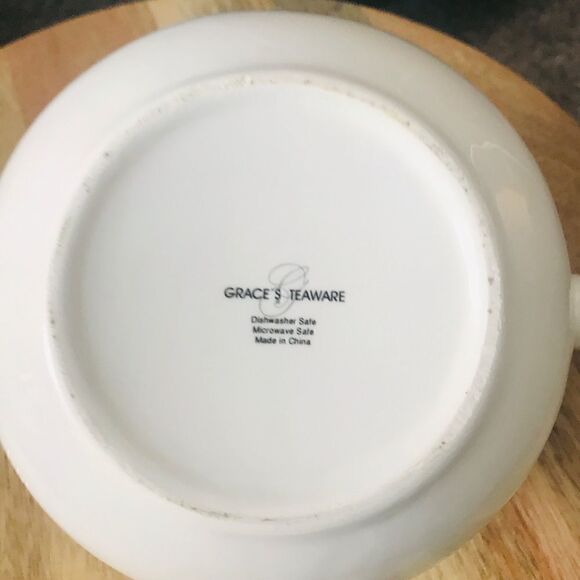 G
GRACE'S TEAWARE
Dishwasher Safe
Microwave Safe
Made in China